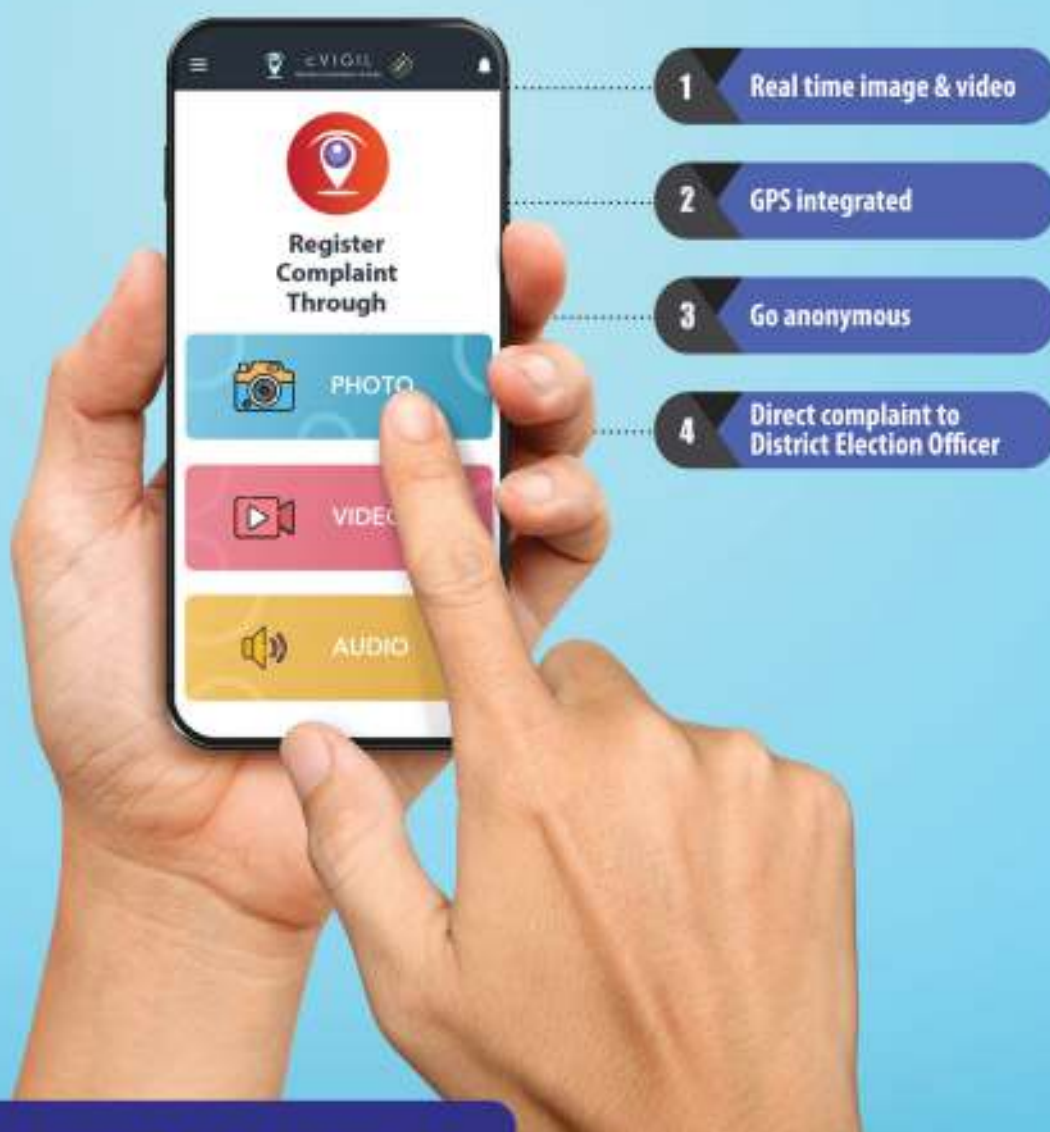 cVIGIL
Register
Complaint
Through
PHOTO
VIDEO
AUDIO
1 Real time image & video
2 GPS integrated
3 Go anonymous
4 Direct complaint to
District Election Officer